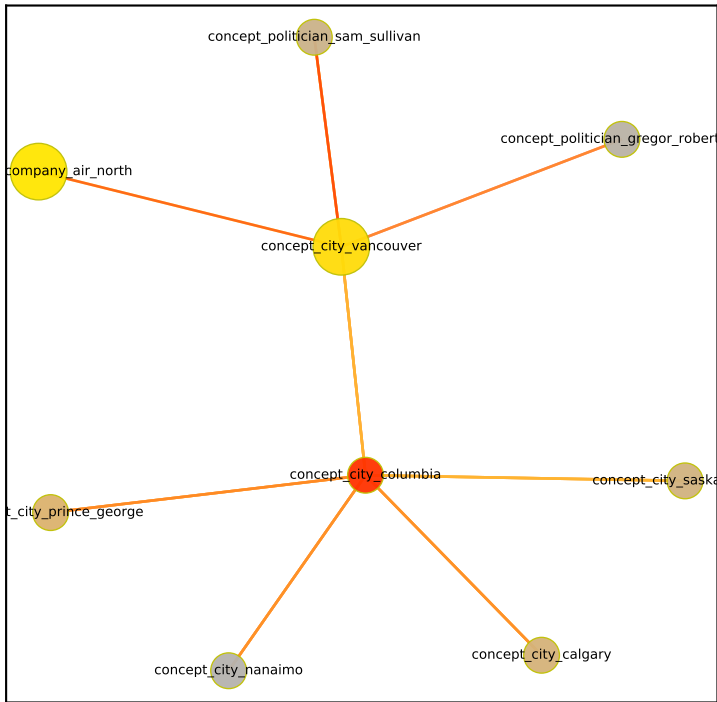 concept_politician_sam_sullivan
concept_politician_gregor_robert
company_air_north
concept_city_vancouver
concept_city_columbia
concept_city_saska
t_city_prince_george
concept_city_calgary
concept_city_nanaimo